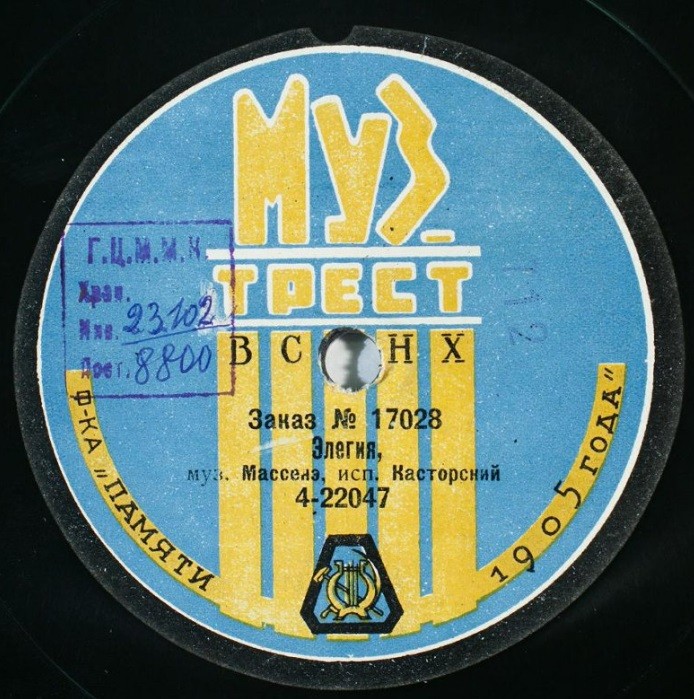 МУЗ
ТРЕСТ
ВСНХ
Г.Ц.М.М.К.
Хран.
Инв. 23102
Пост. 8800
Заказ № 17028
Элегия,
муз. Массенэ, исп. Касторский
4-22047
Ф-КА „ПАМЯТИ
1905 ГОДА"